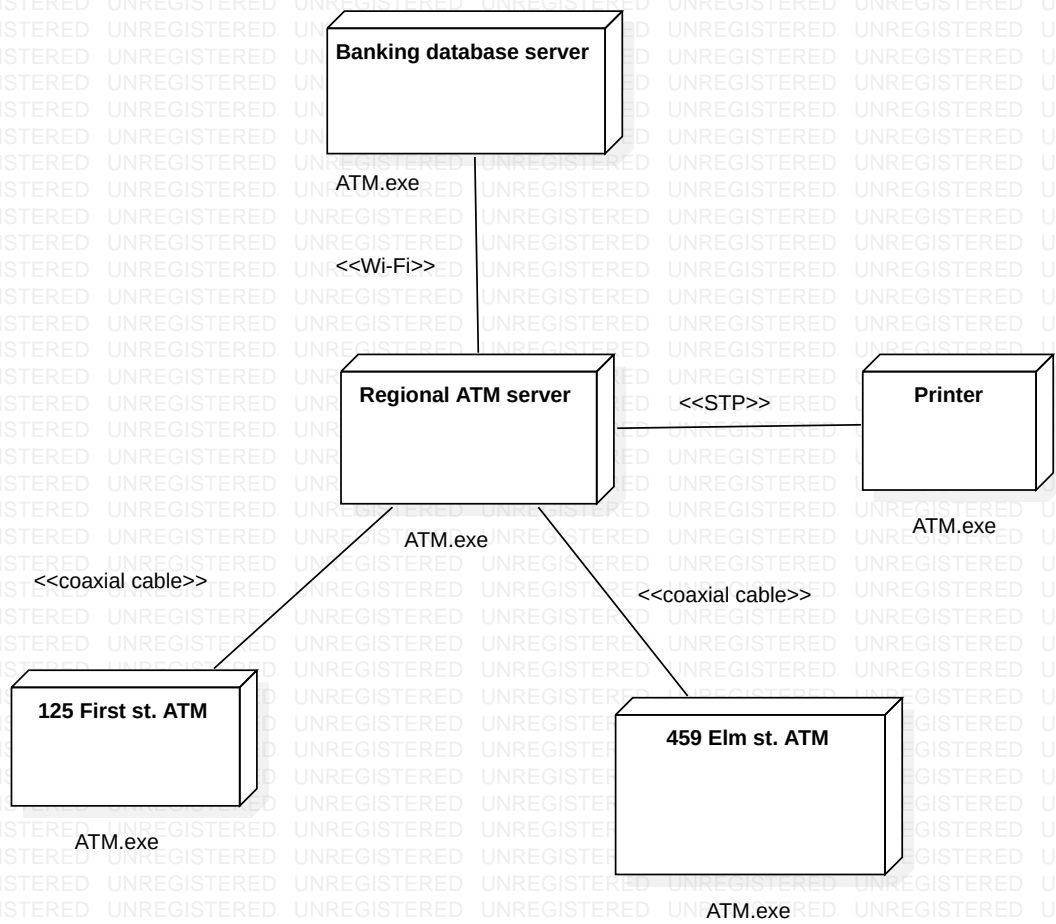 Banking database server
ATM.exe
<<Wi-Fi>>
Regional ATM server
<<STP>>
Printer
ATM.exe
ATM.exe
<<coaxial cable>>
<<coaxial cable>>
125 First st. ATM
459 Elm st. ATM
ATM.exe
ATM.exe
UNREGISTERED